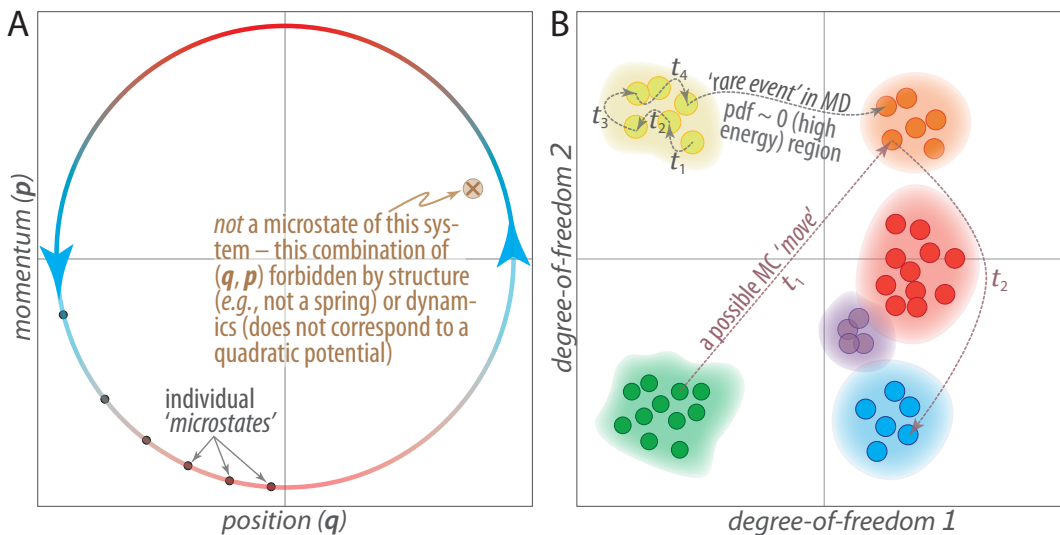 A
momentum (p)
not a microstate of this sys-
tem – this combination of
(q, p) forbidden by structure
(e.g., not a spring) or dynam-
ics (does not correspond to a
quadratic potential)
individual
'microstates'
position (q)
B
degree-of-freedom 2
t4
t3
t2
t1
'rare event' in MD
pdf ~ 0 (high
energy) region
a possible MC 'move'
t1
t2
degree-of-freedom 1